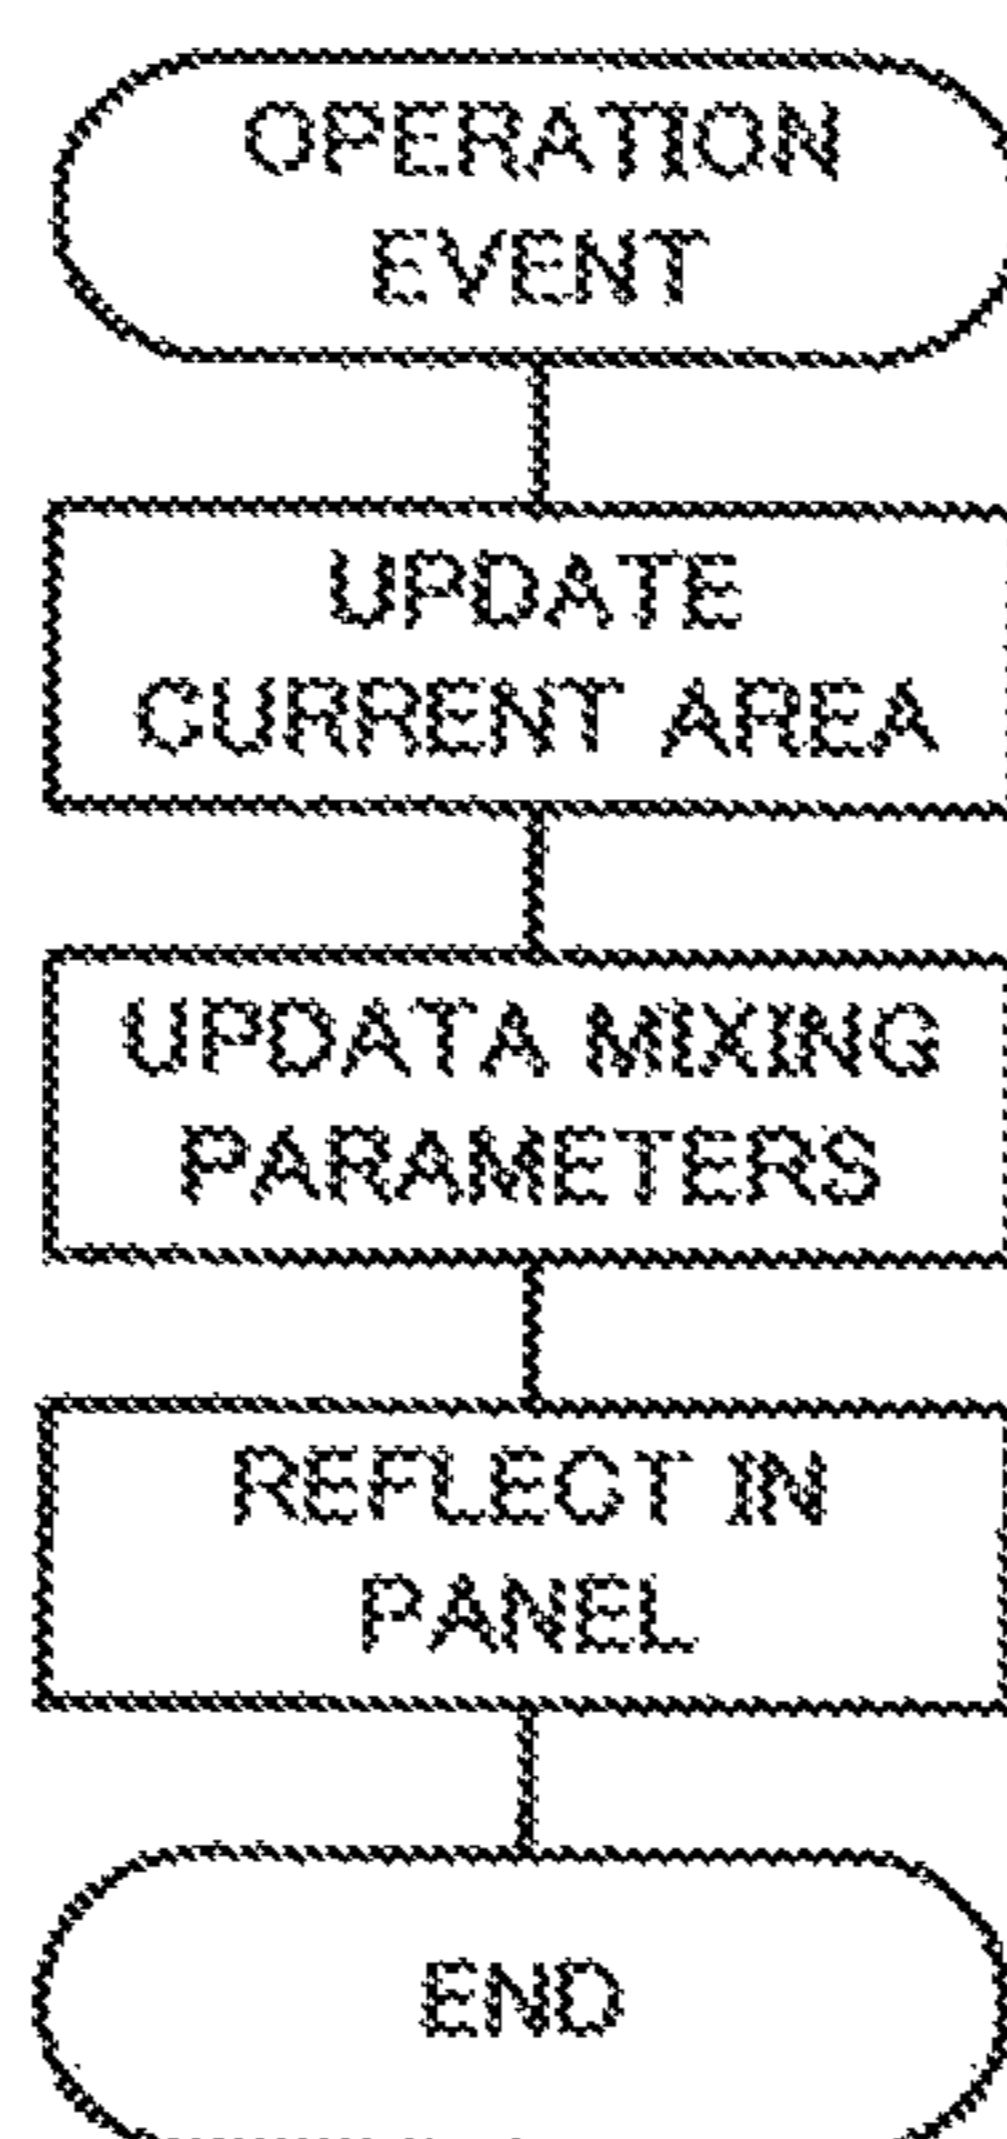 OPERATION
EVENT
UPDATE
CURRENT AREA
UPDATA MIXING
PARAMETERS
REFLECT IN
PANEL
END